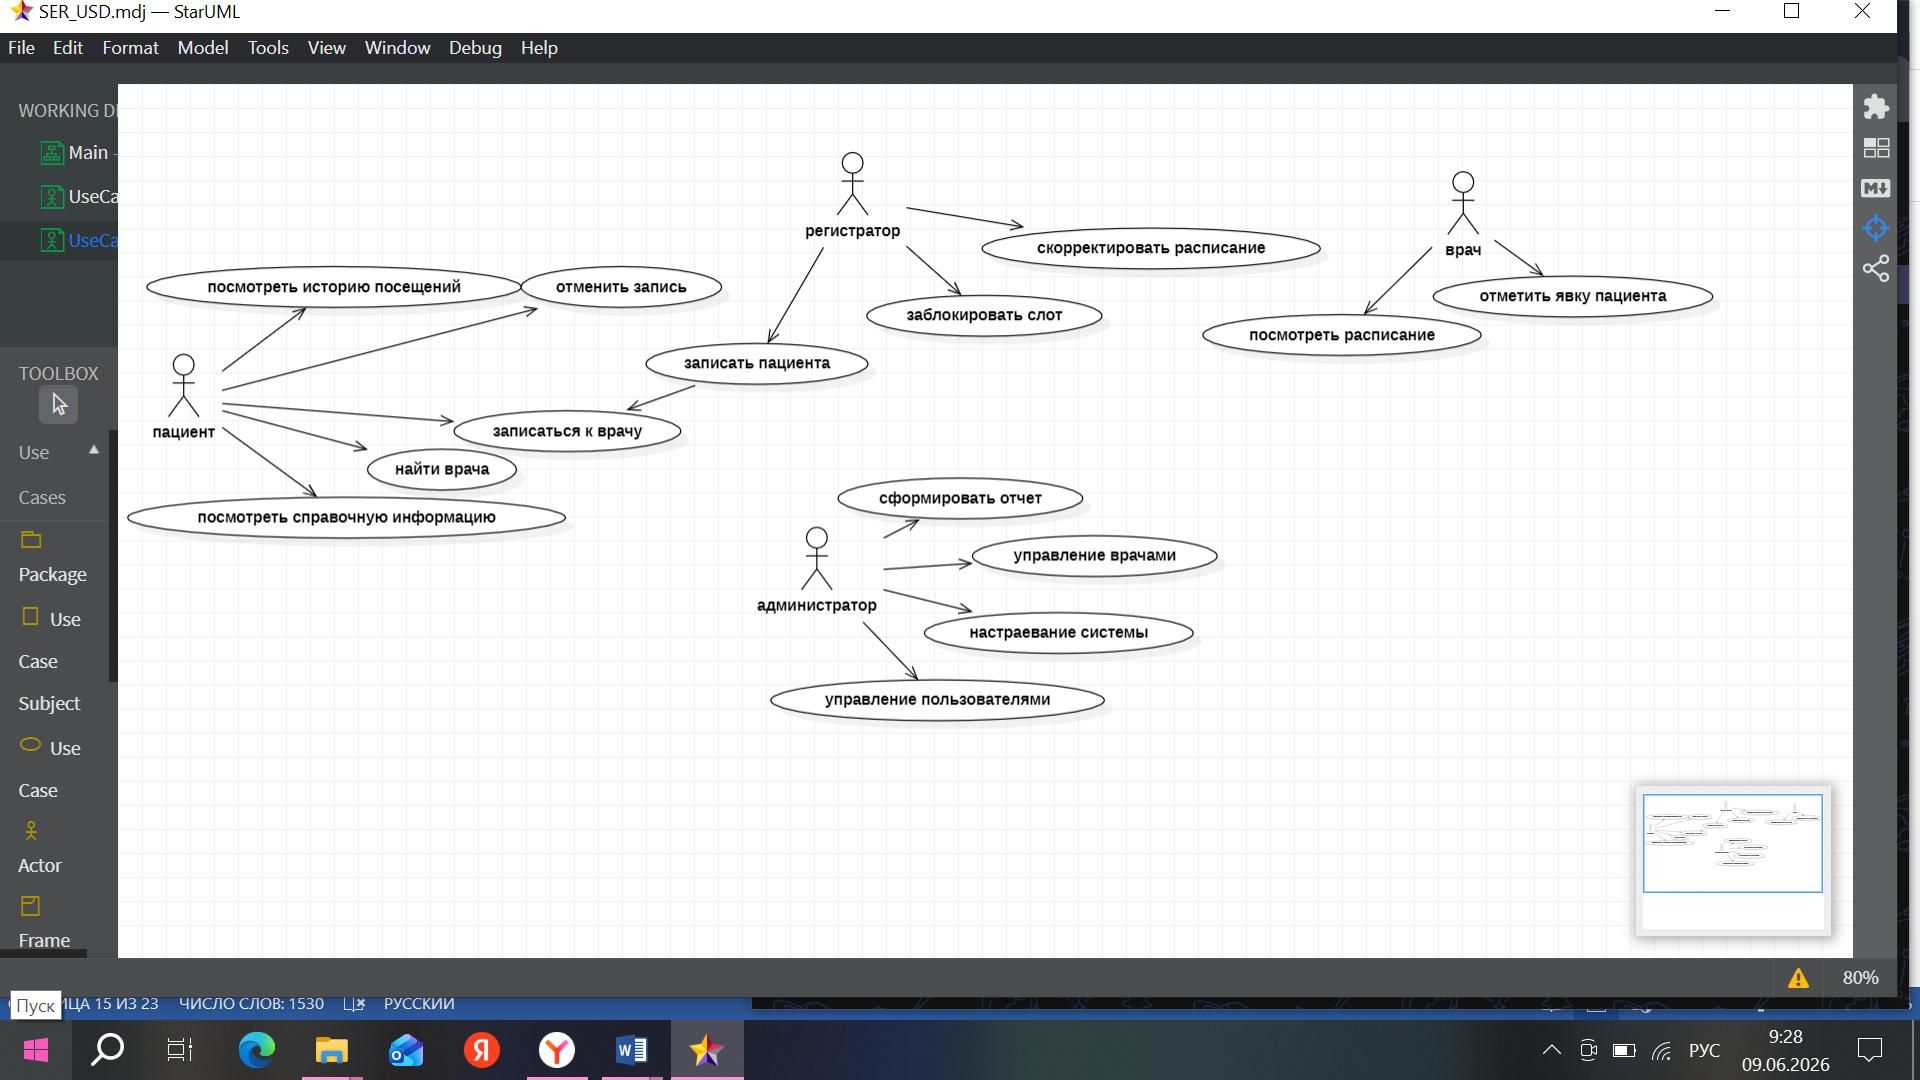 SER_USD.mdj — StarUML
File Edit Format Model Tools View Window Debug Help
WORKING DI
Main -
UseCa
UseCa
TOOLBOX
Use
Cases
Package
Use
Case
Subject
Use
Case
Actor
Frame
регистратор
врач
скорректировать расписание
посмотреть историю посещений
отменить запись
отметить явку пациента
заблокировать слот
посмотреть расписание
записать пациента
пациент
записаться к врачу
найти врача
сформировать отчет
посмотреть справочную информацию
управление врачами
администратор
настраевание системы
управление пользователями
80%
Пуск
ИЦА 15 ИЗ 23 ЧИСЛО СЛОВ: 1530 РУССКИЙ
РУС
9:28
09.06.2026